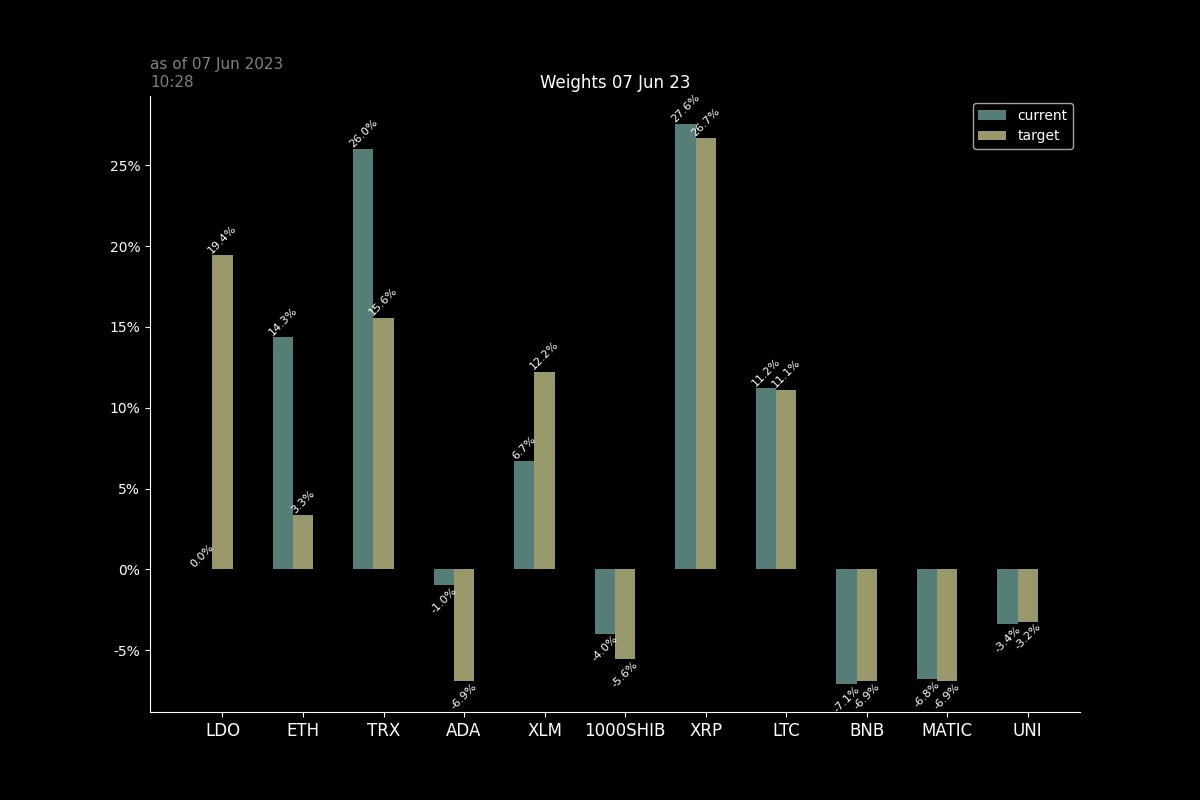 as of 07 Jun 2023
10:28
Weights 07 Jun 23
current
target
25%
20%
15%
10%
5%
0%
-5%
0.0%
19.4%
14.3%
3.3%
26.0%
15.6%
-1.0%
-6.9%
6.7%
12.2%
-4.0%
-5.6%
27.6%
26.7%
11.2%
11.1%
-7.1%
-6.9%
-6.8%
-6.9%
-3.4%
-3.2%
LDO
ETH
TRX
ADA
XLM
1000SHIB
XRP
LTC
BNB
MATIC
UNI